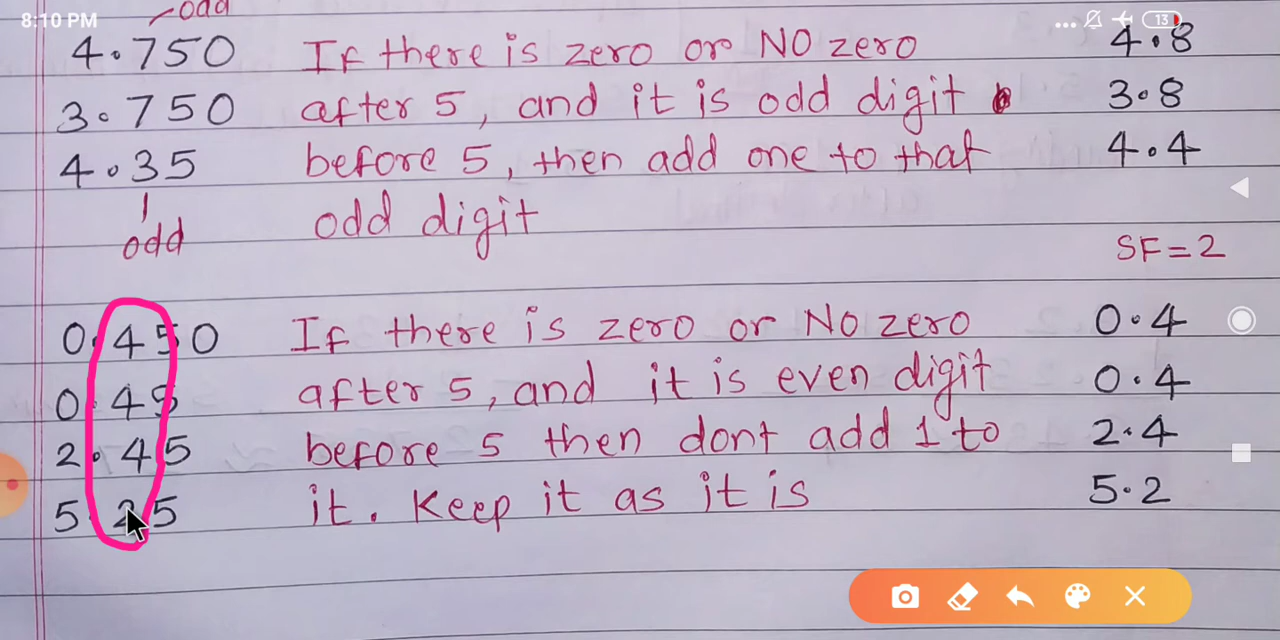 8:10 PM
odd
13
4.750 If there is zero or NO zero 4.8
3.750 after 5, and it is odd digit 3.8
4.35 before 5, then add one to that 4.4
odd odd digit
SF=2
0.450 If there is zero or No zero 0.4
0.45 after 5, and it is even digit 0.4
2.45 before 5 then dont add 1 to 2.4
5.25 it. Keep it as it is 5.2